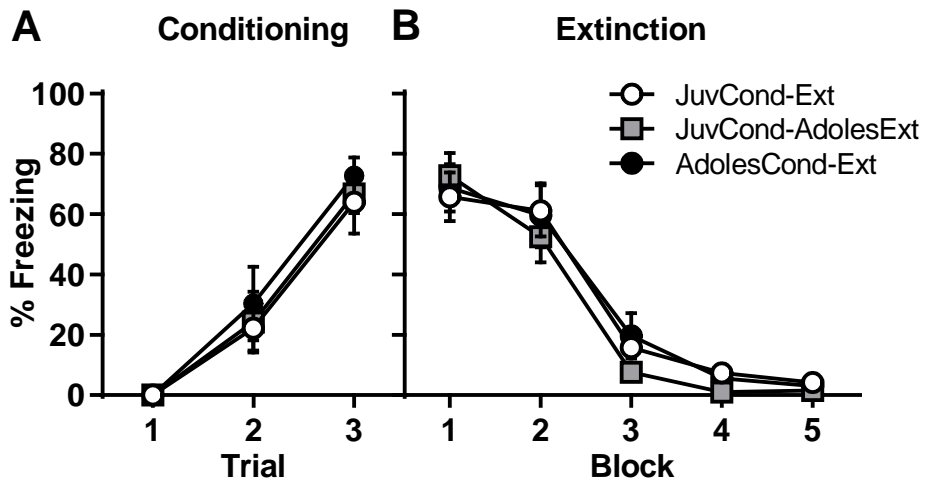 A Conditioning
B Extinction
JuvCond-Ext
JuvCond-AdolesExt
AdolesCond-Ext
% Freezing
100
80
60
40
20
0
1 2 3
Trial
1 2 3 4 5
Block